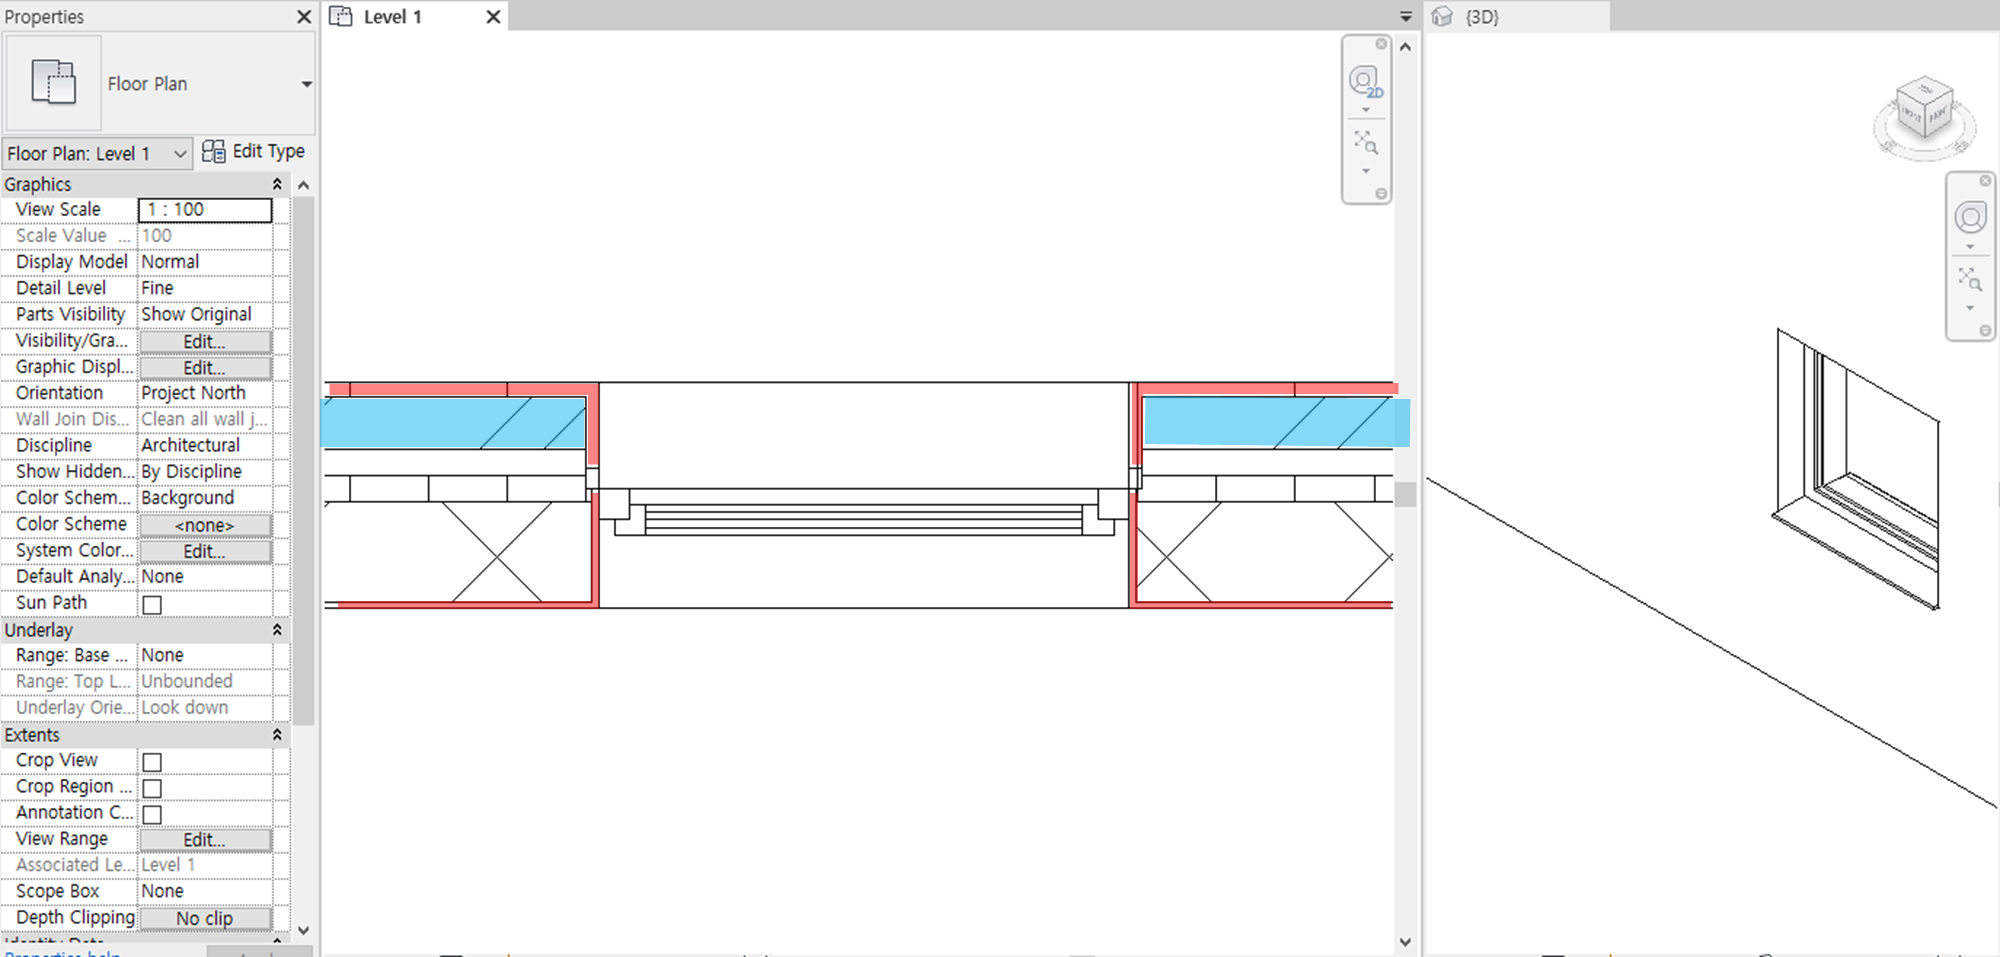 Properties
Floor Plan
Floor Plan: Level 1
Edit Type
Graphics
View Scale 1 : 100
Scale Value ... 100
Display Model Normal
Detail Level Fine
Parts Visibility Show Original
Visibility/Gra... Edit...
Graphic Displ... Edit...
Orientation Project North
Wall Join Dis... Clean all wall j...
Discipline Architectural
Show Hidden... By Discipline
Color Schem... Background
Color Scheme <none>
System Color... Edit...
Default Analy... None
Sun Path
Underlay
Range: Base ... None
Range: Top L... Unbounded
Underlay Orie... Look down
Extents
Crop View
Crop Region ...
Annotation C...
View Range Edit...
Associated Le... Level 1
Scope Box None
Depth Clipping No clip
Identity Data
Properties help
Level 1
2D
{3D}
TOP